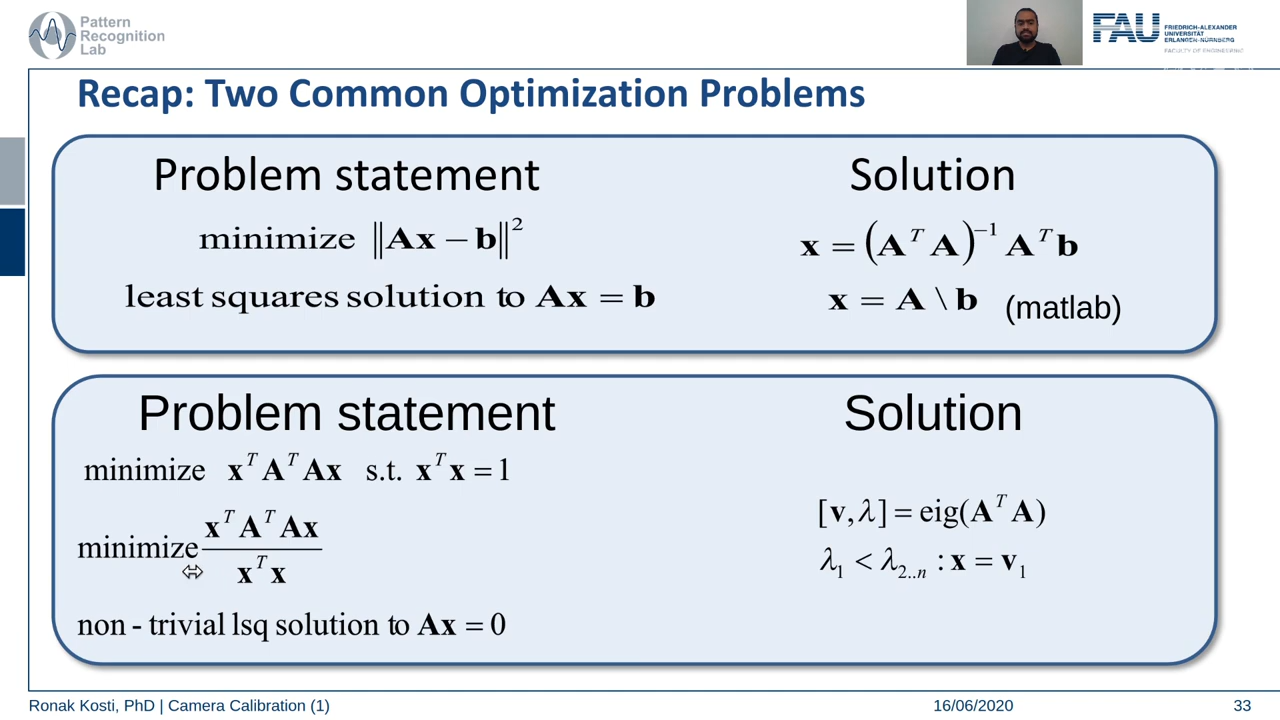 Pattern
Recognition
Lab
FAU
FRIEDRICH-ALEXANDER
UNIVERSITÄT
ERLANGEN-NÜRNBERG
FACULTY OF ENGINEERING
Recap: Two Common Optimization Problems
Problem statement
minimize ‖Ax − b‖²
least squares solution to Ax = b
Solution
x = (AᵀA)⁻¹ Aᵀb
x = A \ b (matlab)
Problem statement
minimize xᵀAᵀAx s.t. xᵀx = 1
minimize xᵀAᵀAx / xᵀx
⇔
non - trivial lsq solution to Ax = 0
Solution
[v, λ] = eig(AᵀA)
λ₁ < λ₂..ₙ : x = v₁
Ronak Kosti, PhD | Camera Calibration (1)
16/06/2020
33